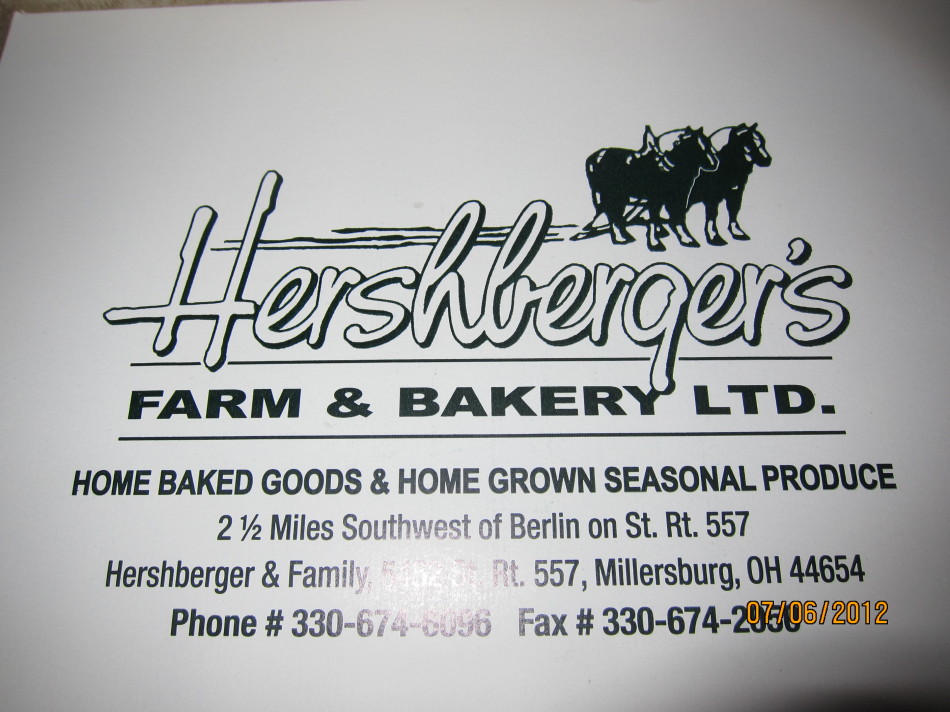 Hershberger's
FARM & BAKERY LTD.
HOME BAKED GOODS & HOME GROWN SEASONAL PRODUCE
2 ½ Miles Southwest of Berlin on St. Rt. 557
Hershberger & Family, 5452 St. Rt. 557, Millersburg, OH 44654
Phone # 330-674-6096 Fax #
07/06/2012